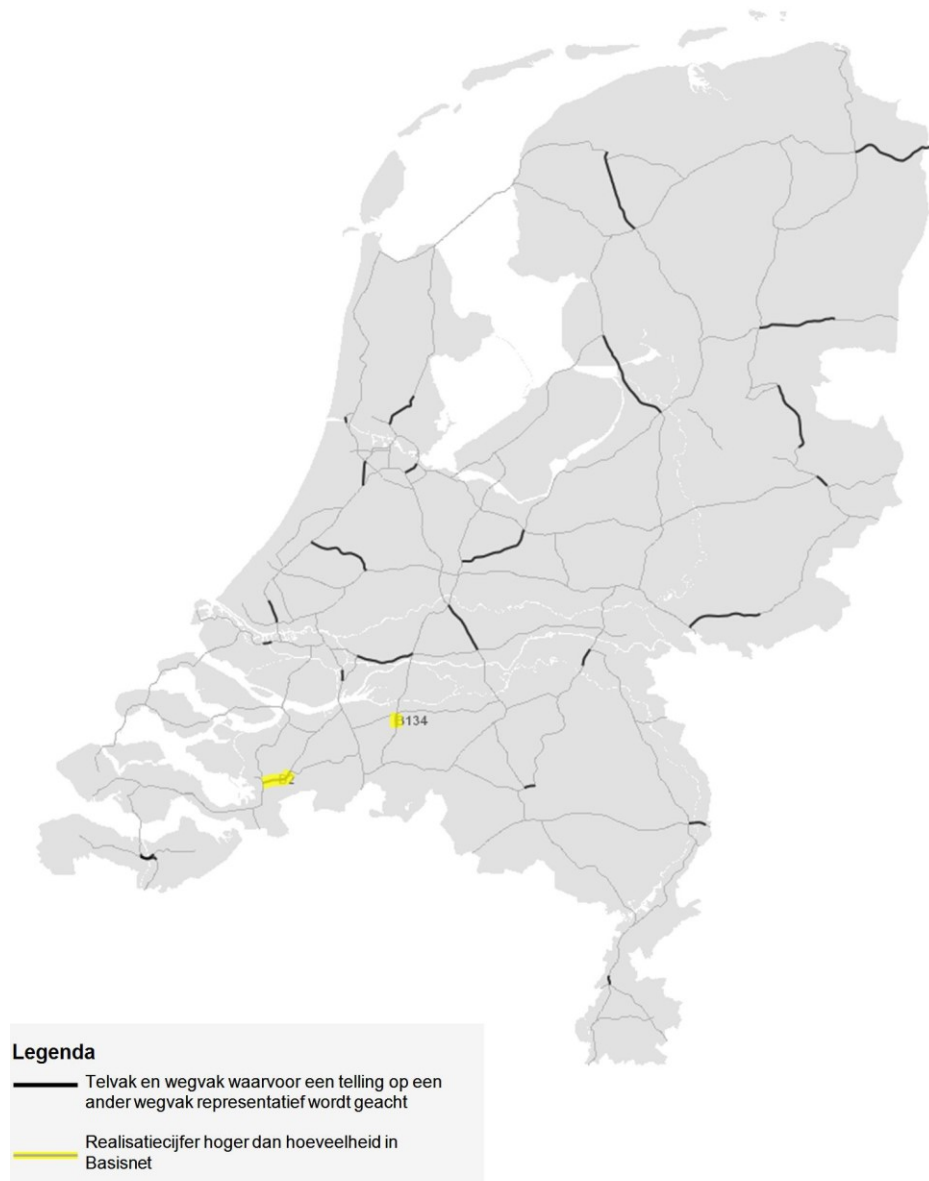 B134
B2
Legenda
Telvak en wegvak waarvoor een telling op een
ander wegvak representatief wordt geacht
Realisatiecijfer hoger dan hoeveelheid in
Basisnet